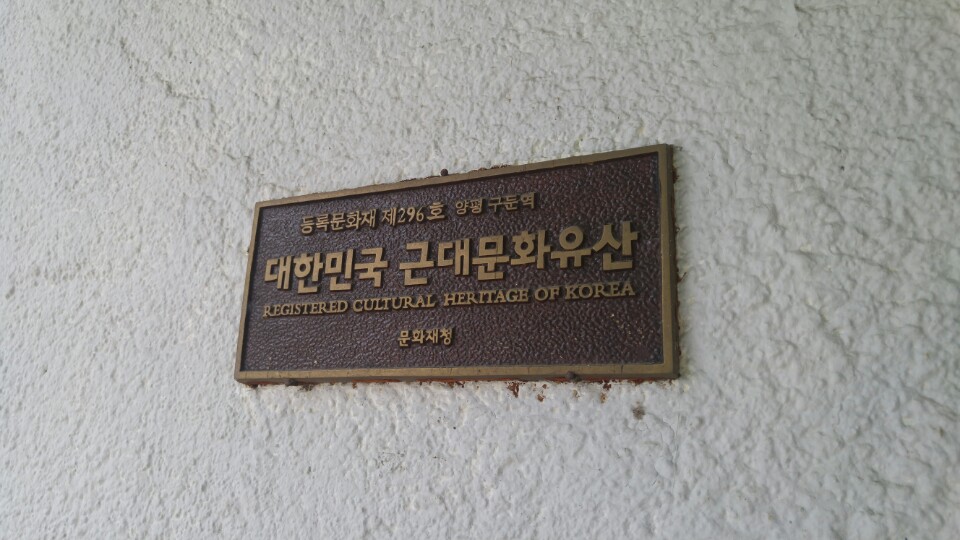 등록문화재 제296호 양평 구둔역
대한민국 근대문화유산
REGISTERED CULTURAL HERITAGE OF KOREA
문화재청